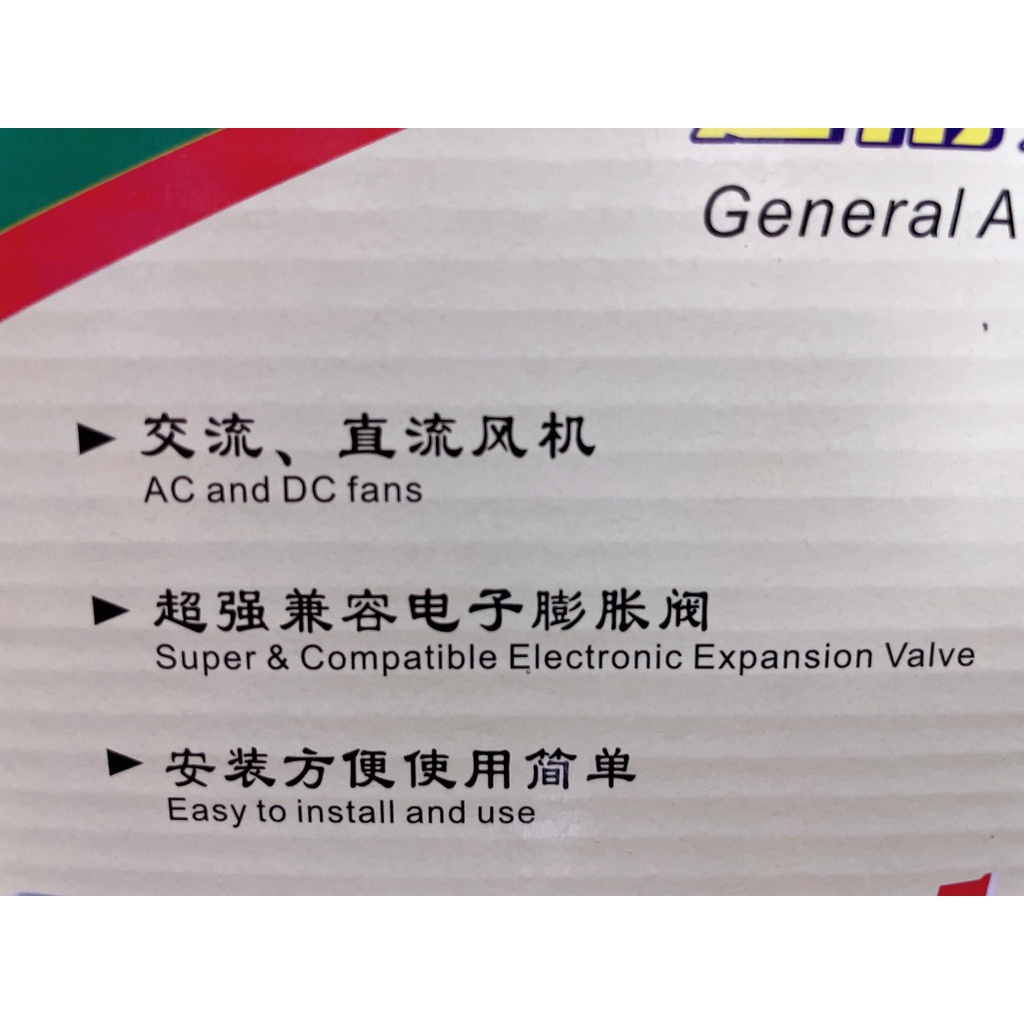 General A
交流、直流风机
AC and DC fans
超强兼容电子膨胀阀
Super & Compatible Electronic Expansion Valve
安装方便使用简单
Easy to install and use